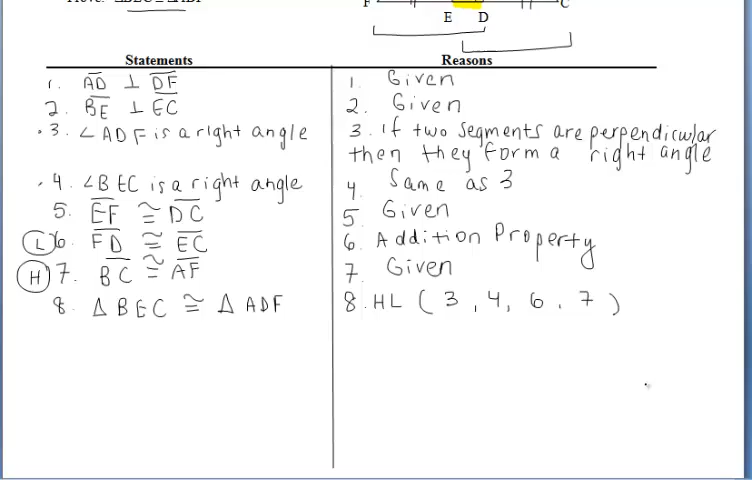 F C
E D
Statements Reasons
1. AD ⊥ DF 1. Given
2. BE ⊥ EC 2. Given
3. ∠ADF is a right angle 3. If two segments are perpendicular
then they form a right angle
4. ∠BEC is a right angle 4. Same as 3
5. EF ≅ DC 5. Given
L 6. FD ≅ EC 6. Addition Property
H 7. BC ≅ AF 7. Given
8. Δ BEC ≅ Δ ADF 8. HL (3, 4, 6, 7)